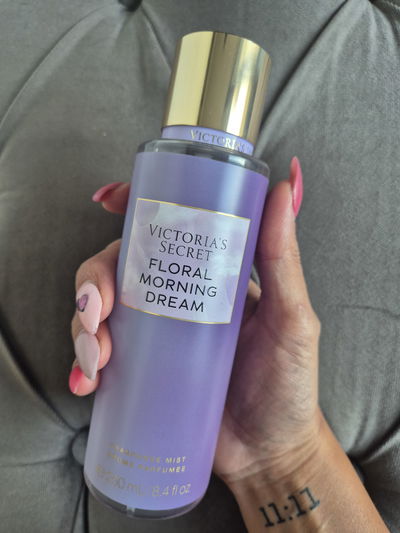 VICTORIA'S
VICTORIA'S
SECRET
FLORAL
MORNING
DREAM
FRAGRANCE MIST
BRUME PARFUMÉE
250 mL 8.4 fl oz
11:11